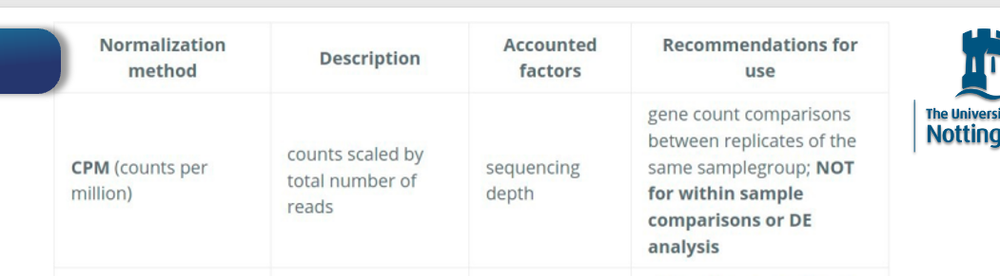 Normalization
method
Description
Accounted
factors
Recommendations for
use
CPM (counts per
million)
counts scaled by
total number of
reads
sequencing
depth
gene count comparisons
between replicates of the
same samplegroup; NOT
for within sample
comparisons or DE
analysis
The Universi
Notting